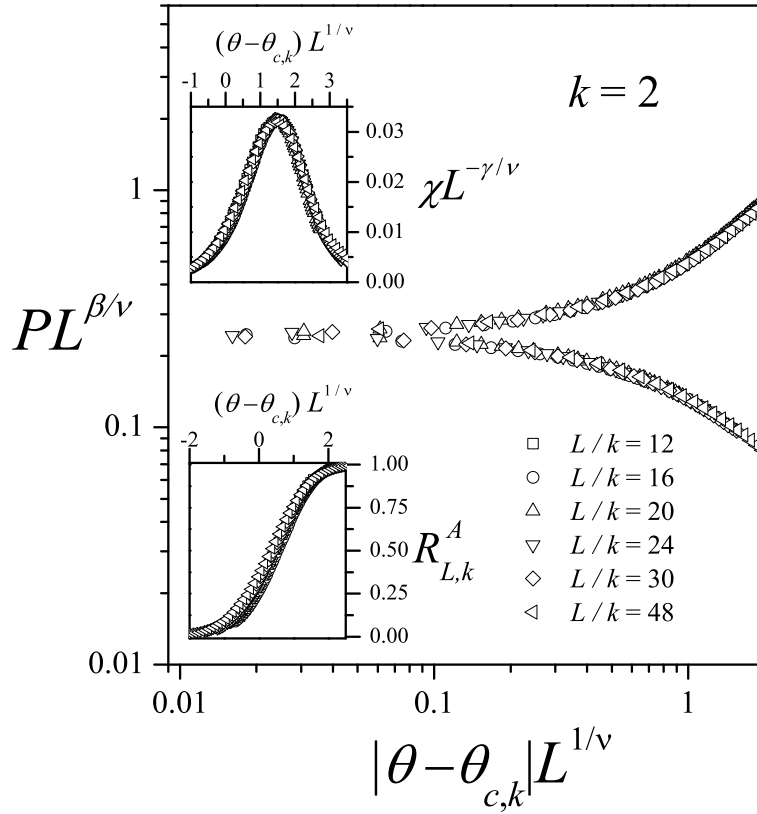 (θ−θc,k) L1/ν
-1 0 1 2 3
0.03
0.02
0.01
0.00
χL−γ/ν
k = 2
PLβ/ν
1
0.1
0.01
(θ−θc,k) L1/ν
-2 0 2
1.00
0.75
0.50
0.25
0.00
RAL,k
L / k = 12
L / k = 16
L / k = 20
L / k = 24
L / k = 30
L / k = 48
0.01 0.1 1
|θ−θc,k|L1/ν